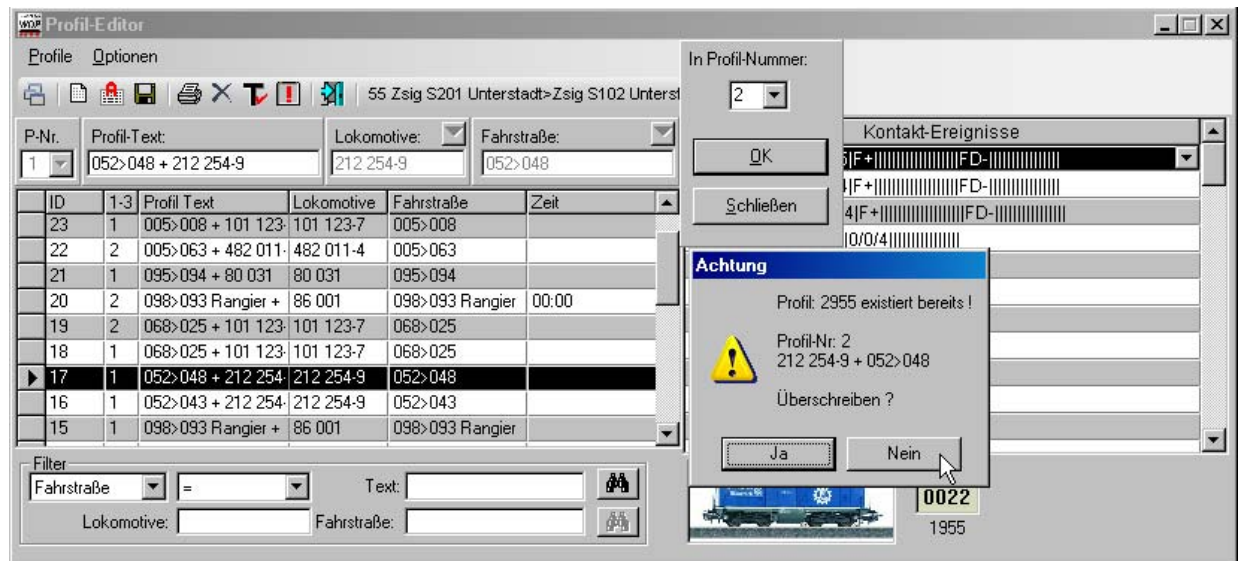 WDP Profil-Editor
Profile Optionen
55 Zsig S201 Unterstadt>Zsig S102 Unterst
In Profil-Nummer:
2
OK
Schließen
P-Nr. Profil-Text: Lokomotive: Fahrstraße:
1 052>048 + 212 254-9 212 254-9 052>048
ID 1-3 Profil Text Lokomotive Fahrstraße Zeit
23 1 005>008 + 101 123- 101 123-7 005>008
22 2 005>063 + 482 011- 482 011-4 005>063
21 1 095>094 + 80 031 80 031 095>094
20 2 098>093 Rangier + 86 001 098>093 Rangier 00:00
19 2 068>025 + 101 123- 101 123-7 068>025
18 1 068>025 + 101 123- 101 123-7 068>025
17 1 052>048 + 212 254- 212 254-9 052>048
16 1 052>043 + 212 254- 212 254-9 052>043
15 1 098>093 Rangier + 86 001 098>093 Rangier
Kontakt-Ereignisse
Achtung
Profil: 2955 existiert bereits !
Profil-Nr: 2
212 254-9 + 052>048
Überschreiben ?
Ja Nein
Filter
Fahrstraße = Text:
Lokomotive: Fahrstraße:
0022
1955